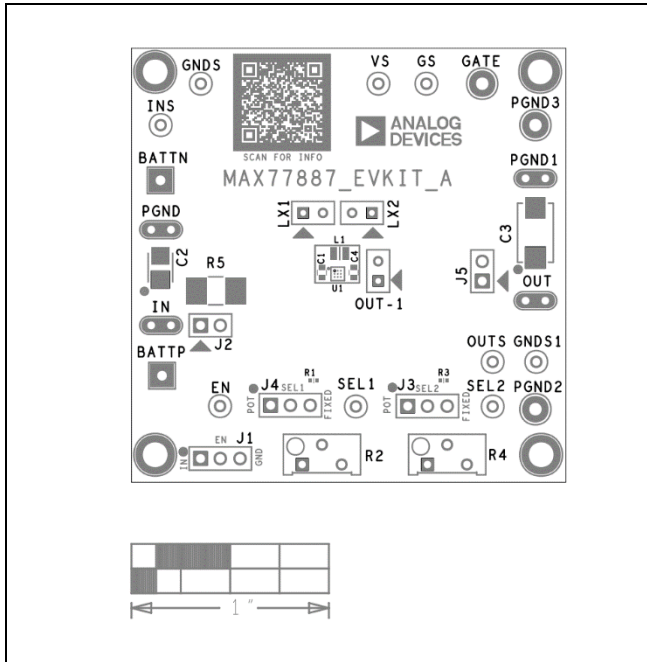 GNDS
VS
GS
GATE
INS
PGND3
ANALOG
DEVICES
SCAN FOR INFO
BATTN
MAX77887_EVKIT_A
PGND1
PGND
LX1
LX2
C3
L1
C2
R5
C1
C4
U1
J5
OUT-1
OUT
IN
J2
BATTP
OUTS
GNDS1
EN
J4
SEL1
R1
SEL1
J3
SEL2
R3
SEL2
PGND2
POT
FIXED
POT
FIXED
EN
J1
IN
GND
R2
R4
1 "